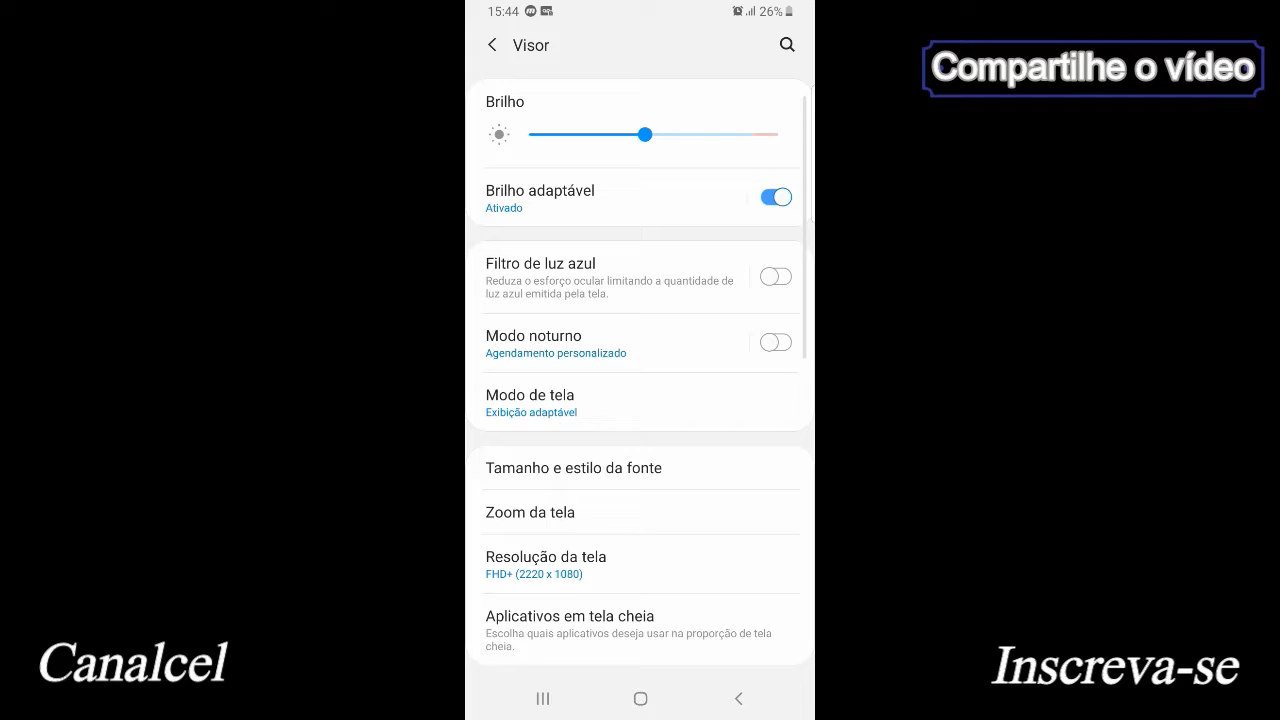 15:44
26%
Visor
Compartilhe o vídeo
Brilho
Brilho adaptável
Ativado
Filtro de luz azul
Reduza o esforço ocular limitando a quantidade de
luz azul emitida pela tela.
Modo noturno
Agendamento personalizado
Modo de tela
Exibição adaptável
Tamanho e estilo da fonte
Zoom da tela
Resolução da tela
FHD+ (2220 x 1080)
Aplicativos em tela cheia
Escolha quais aplicativos deseja usar na proporção de tela
cheia.
Canalcel
Inscreva-se